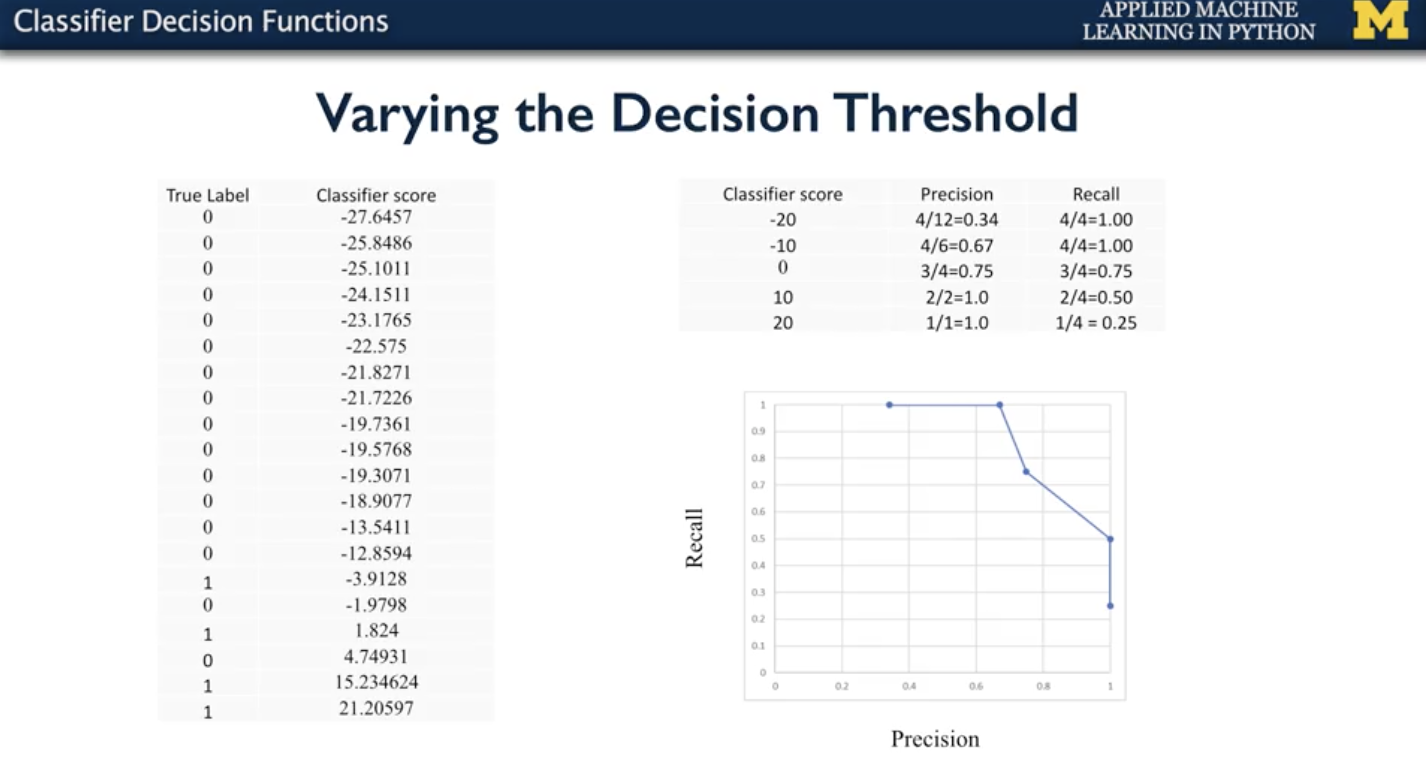 Classifier Decision Functions
APPLIED MACHINE
LEARNING IN PYTHON
M
Varying the Decision Threshold
True Label Classifier score
0 -27.6457
0 -25.8486
0 -25.1011
0 -24.1511
0 -23.1765
0 -22.575
0 -21.8271
0 -21.7226
0 -19.7361
0 -19.5768
0 -19.3071
0 -18.9077
0 -13.5411
0 -12.8594
1 -3.9128
0 -1.9798
1 1.824
0 4.74931
1 15.234624
1 21.20597
Classifier score Precision Recall
-20 4/12=0.34 4/4=1.00
-10 4/6=0.67 4/4=1.00
0 3/4=0.75 3/4=0.75
10 2/2=1.0 2/4=0.50
20 1/1=1.0 1/4 = 0.25
Recall
1
0.9
0.8
0.7
0.6
0.5
0.4
0.3
0.2
0.1
0
0 0.2 0.4 0.6 0.8 1
Precision